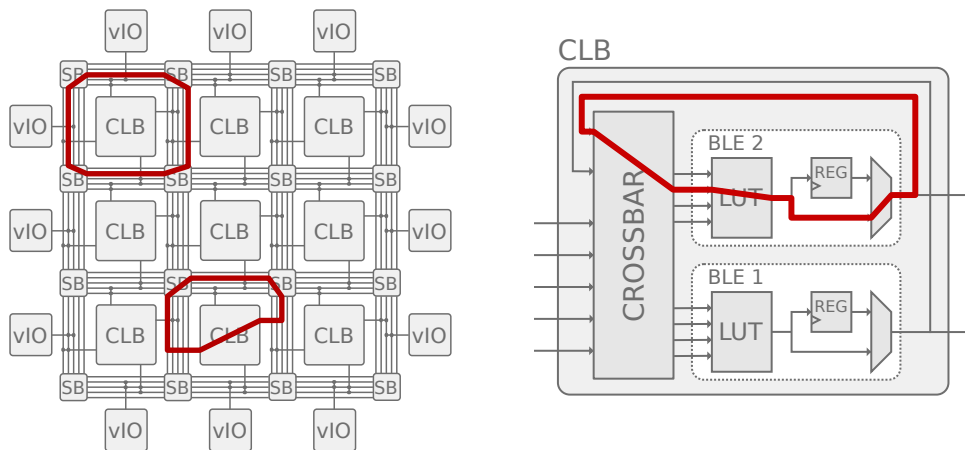 vIO vIO vIO
SB SB SB SB
vIO CLB CLB CLB vIO
SB SB SB SB
vIO CLB CLB CLB vIO
SB SB SB SB
vIO CLB CLB CLB vIO
SB SB SB SB
vIO vIO vIO
CLB
CROSSBAR
BLE 2
LUT
REG
BLE 1
LUT
REG